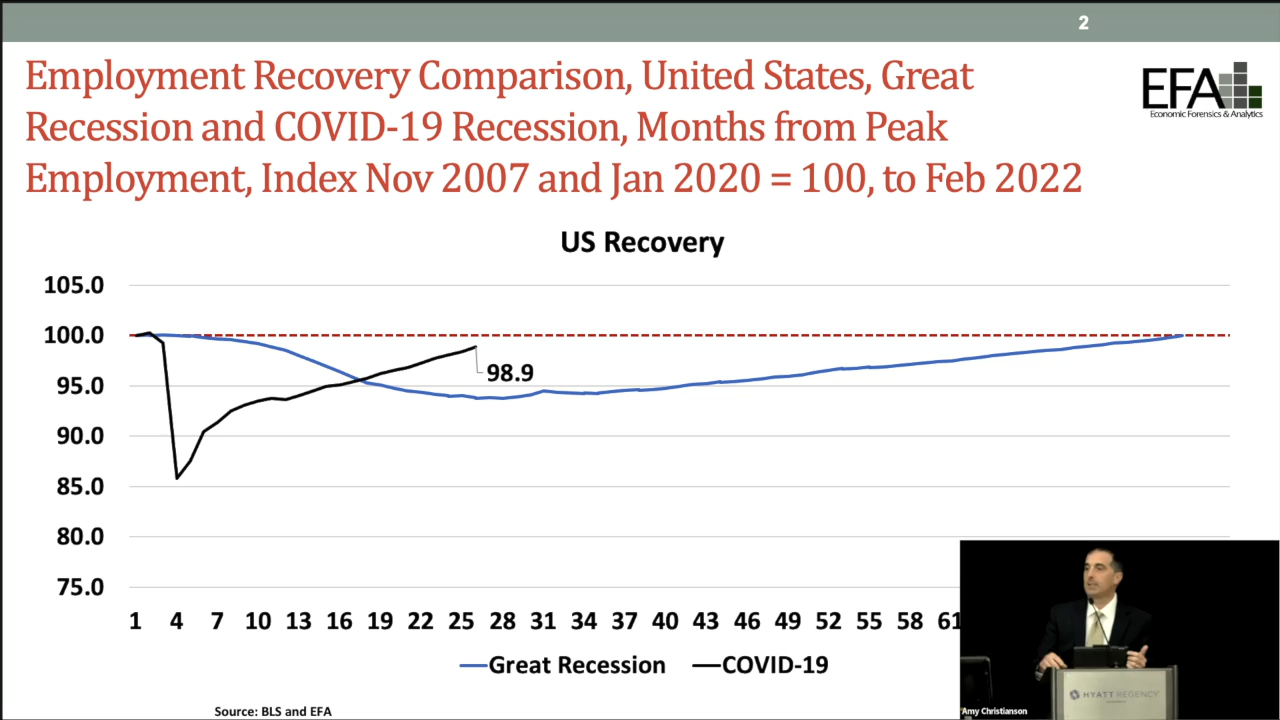 2
Employment Recovery Comparison, United States, Great
Recession and COVID-19 Recession, Months from Peak
Employment, Index Nov 2007 and Jan 2020 = 100, to Feb 2022
EFA
Economic Forensics & Analytics
US Recovery
105.0
100.0
95.0
90.0
85.0
80.0
75.0
98.9
1 4 7 10 13 16 19 22 25 28 31 34 37 40 43 46 49 52 55 58 61
Great Recession COVID-19
Source: BLS and EFA
HYATT REGENCY
Amy Christianson